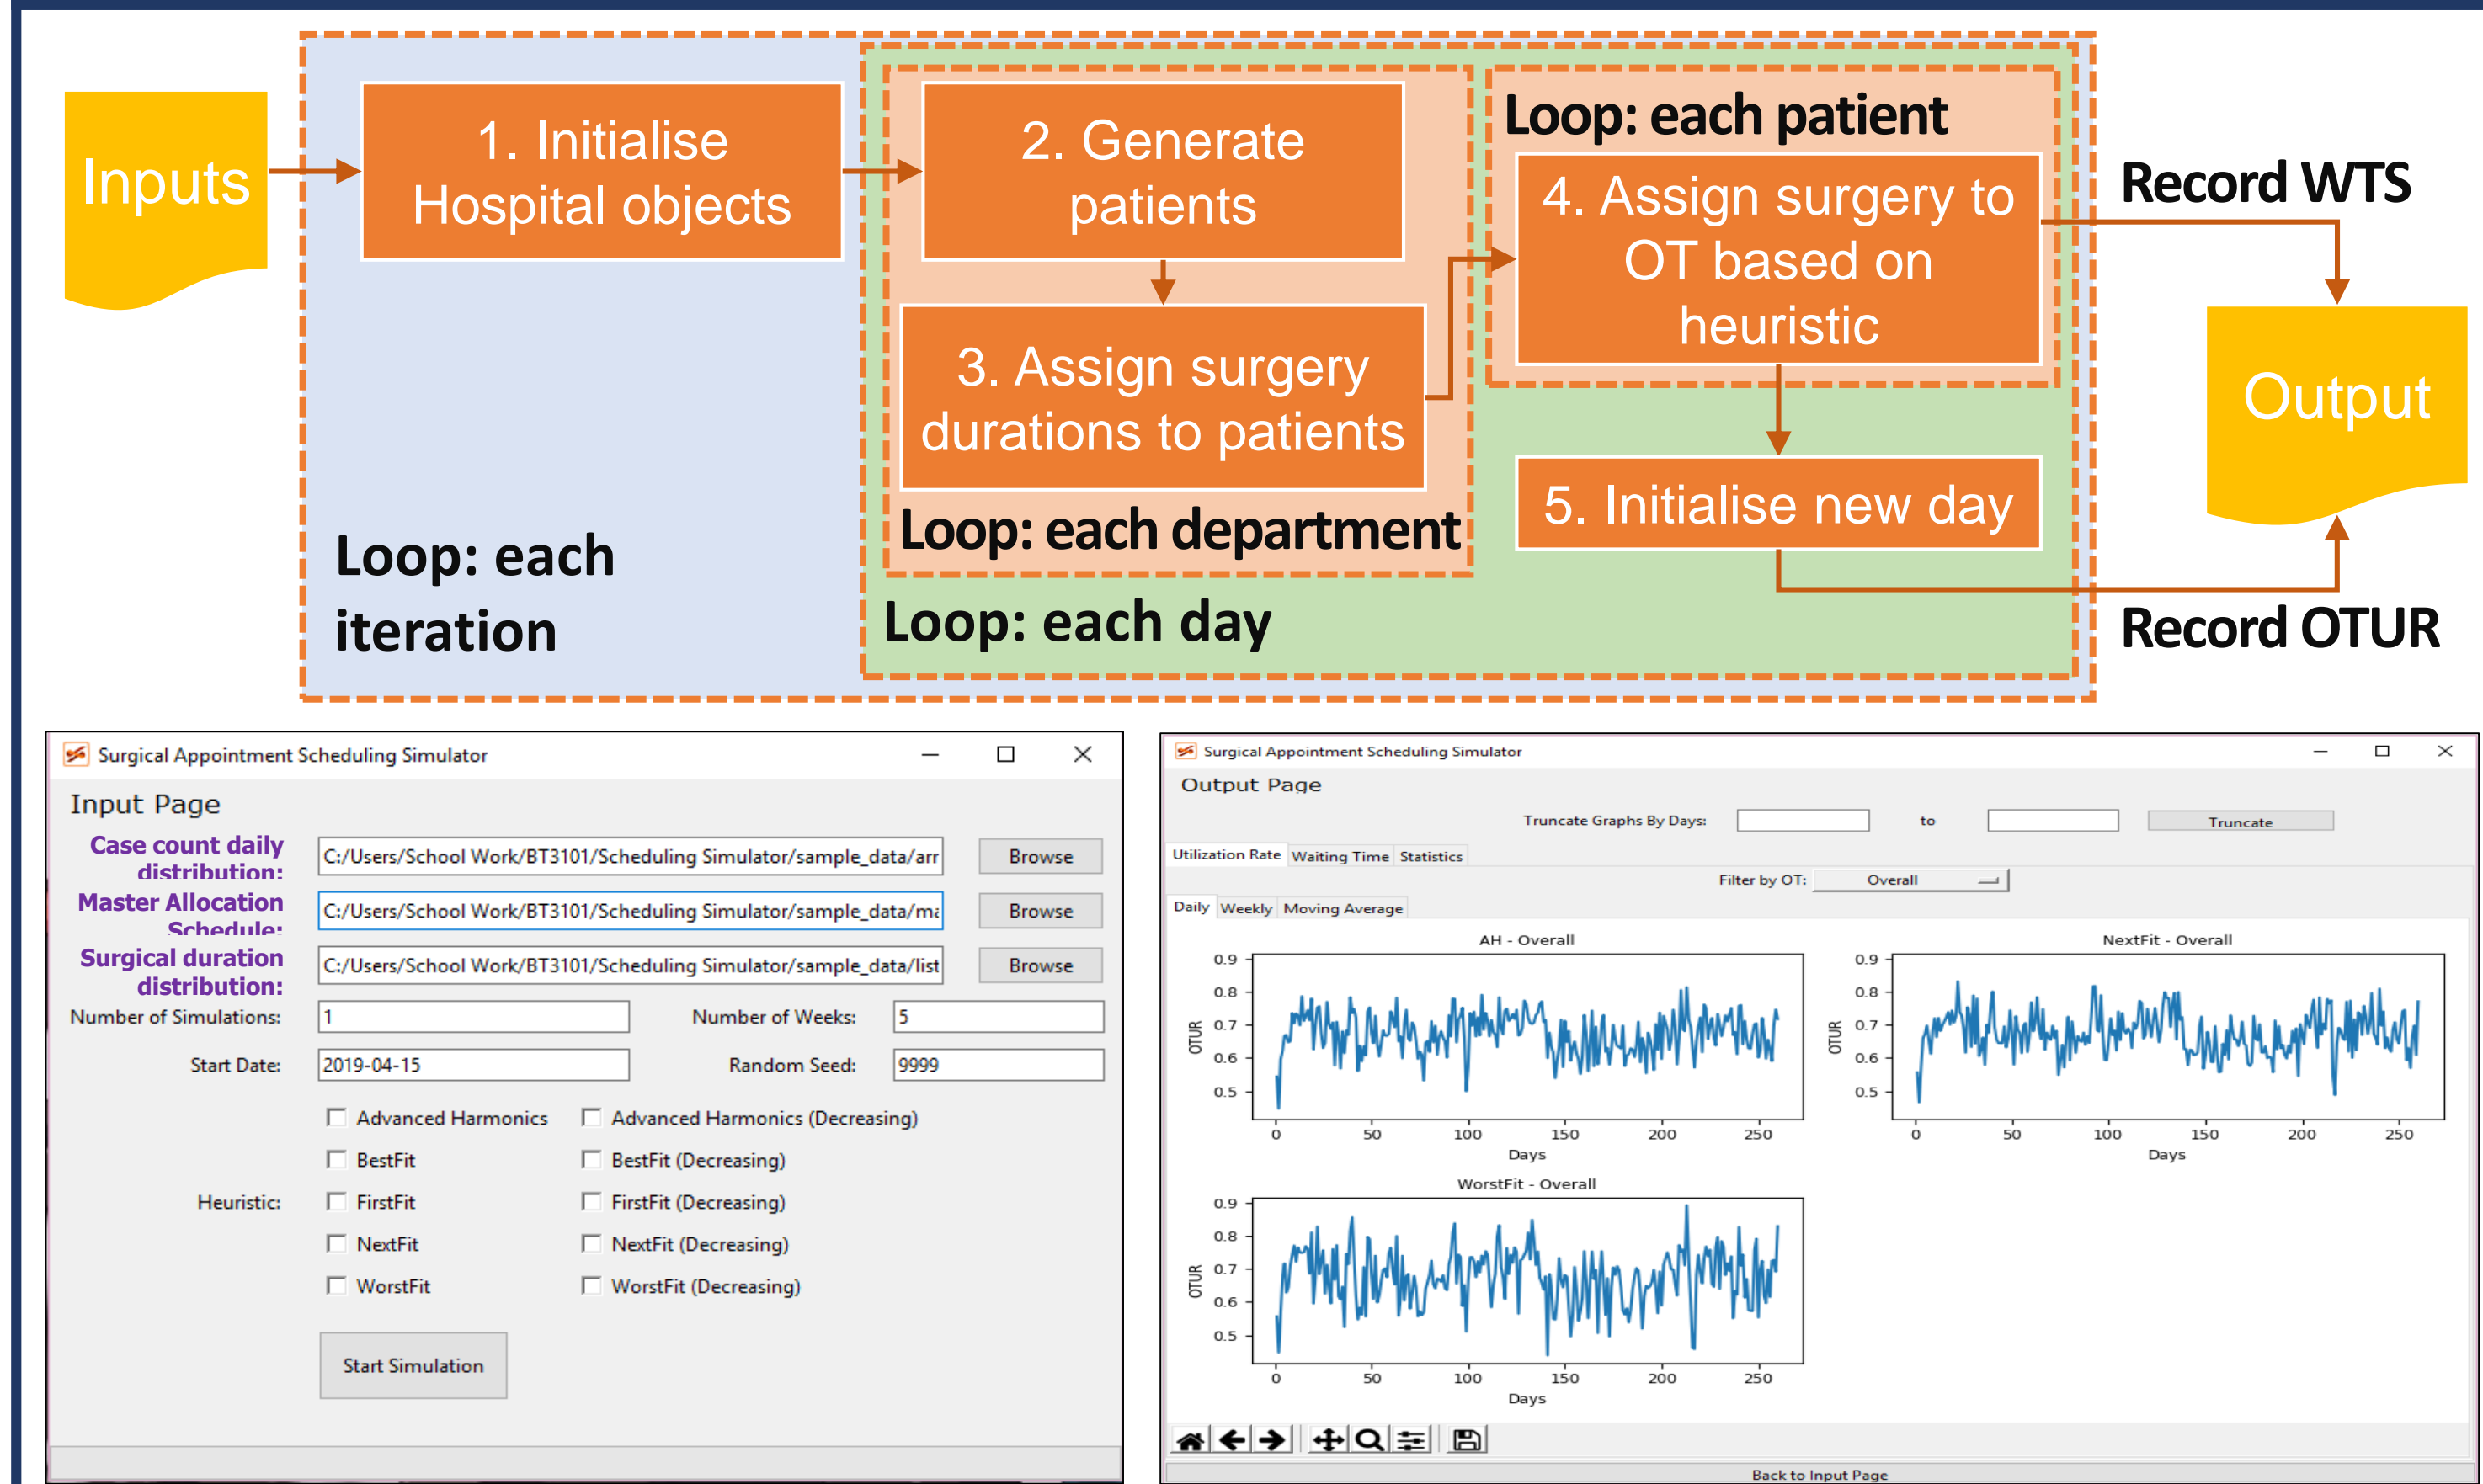 Inputs
1. Initialise
Hospital objects
Loop: each
iteration
2. Generate
patients
3. Assign surgery
durations to patients
Loop: each department
Loop: each day
Loop: each patient
4. Assign surgery to
OT based on
heuristic
5. Initialise new day
Record WTS
Output
Record OTUR
Surgical Appointment Scheduling Simulator
Input Page
Case count daily
distribution:
C:/Users/School Work/BT3101/Scheduling Simulator/sample_data/arr
Browse
Master Allocation
Schedule:
C:/Users/School Work/BT3101/Scheduling Simulator/sample_data/ma
Browse
Surgical duration
distribution:
C:/Users/School Work/BT3101/Scheduling Simulator/sample_data/list
Browse
Number of Simulations: 1 Number of Weeks: 5
Start Date: 2019-04-15 Random Seed: 9999
Advanced Harmonics Advanced Harmonics (Decreasing)
BestFit BestFit (Decreasing)
Heuristic: FirstFit FirstFit (Decreasing)
NextFit NextFit (Decreasing)
WorstFit WorstFit (Decreasing)
Start Simulation
Surgical Appointment Scheduling Simulator
Output Page
Truncate Graphs By Days: to Truncate
Utilization Rate Waiting Time Statistics
Filter by OT: Overall
Daily Weekly Moving Average
AH - Overall
0.9
0.8
0.7
0.6
0.5
OTUR
0 50 100 150 200 250
Days
NextFit - Overall
0.9
0.8
0.7
0.6
0.5
OTUR
0 50 100 150 200 250
Days
WorstFit - Overall
0.9
0.8
0.7
0.6
0.5
OTUR
0 50 100 150 200 250
Days
Back to Input Page